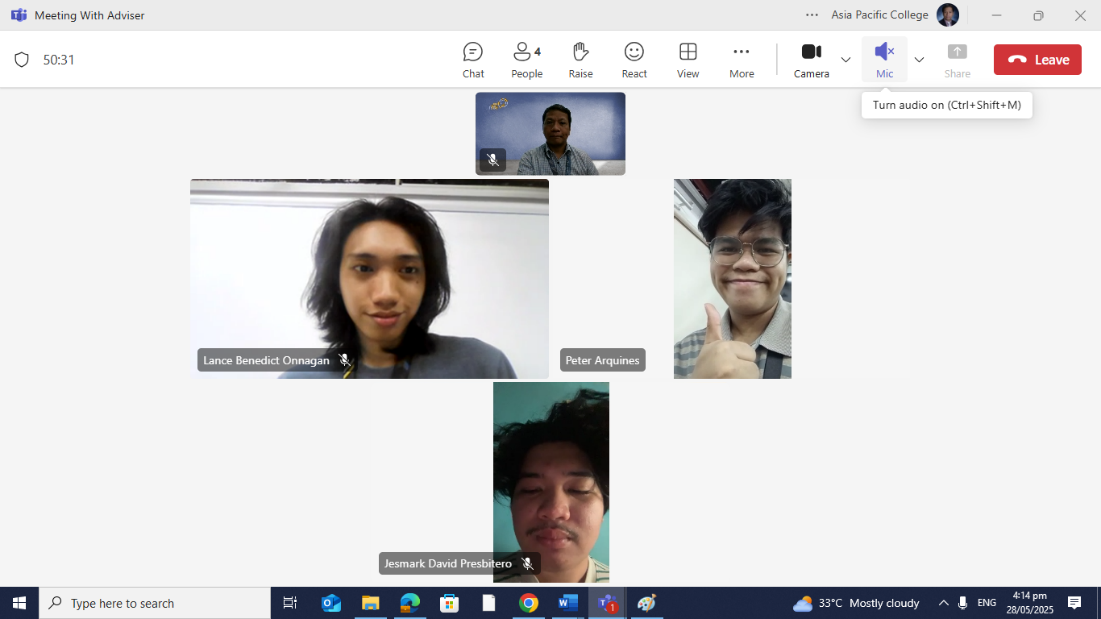 Meeting With Adviser
Asia Pacific College
50:31
Chat
4
People
Raise
React
View
More
Camera
Mic
Share
Leave
Turn audio on (Ctrl+Shift+M)
Lance Benedict Onnagan
Peter Arquines
Jesmark David Presbitero
Type here to search
1
33°C Mostly cloudy
ENG
4:14 pm
28/05/2025